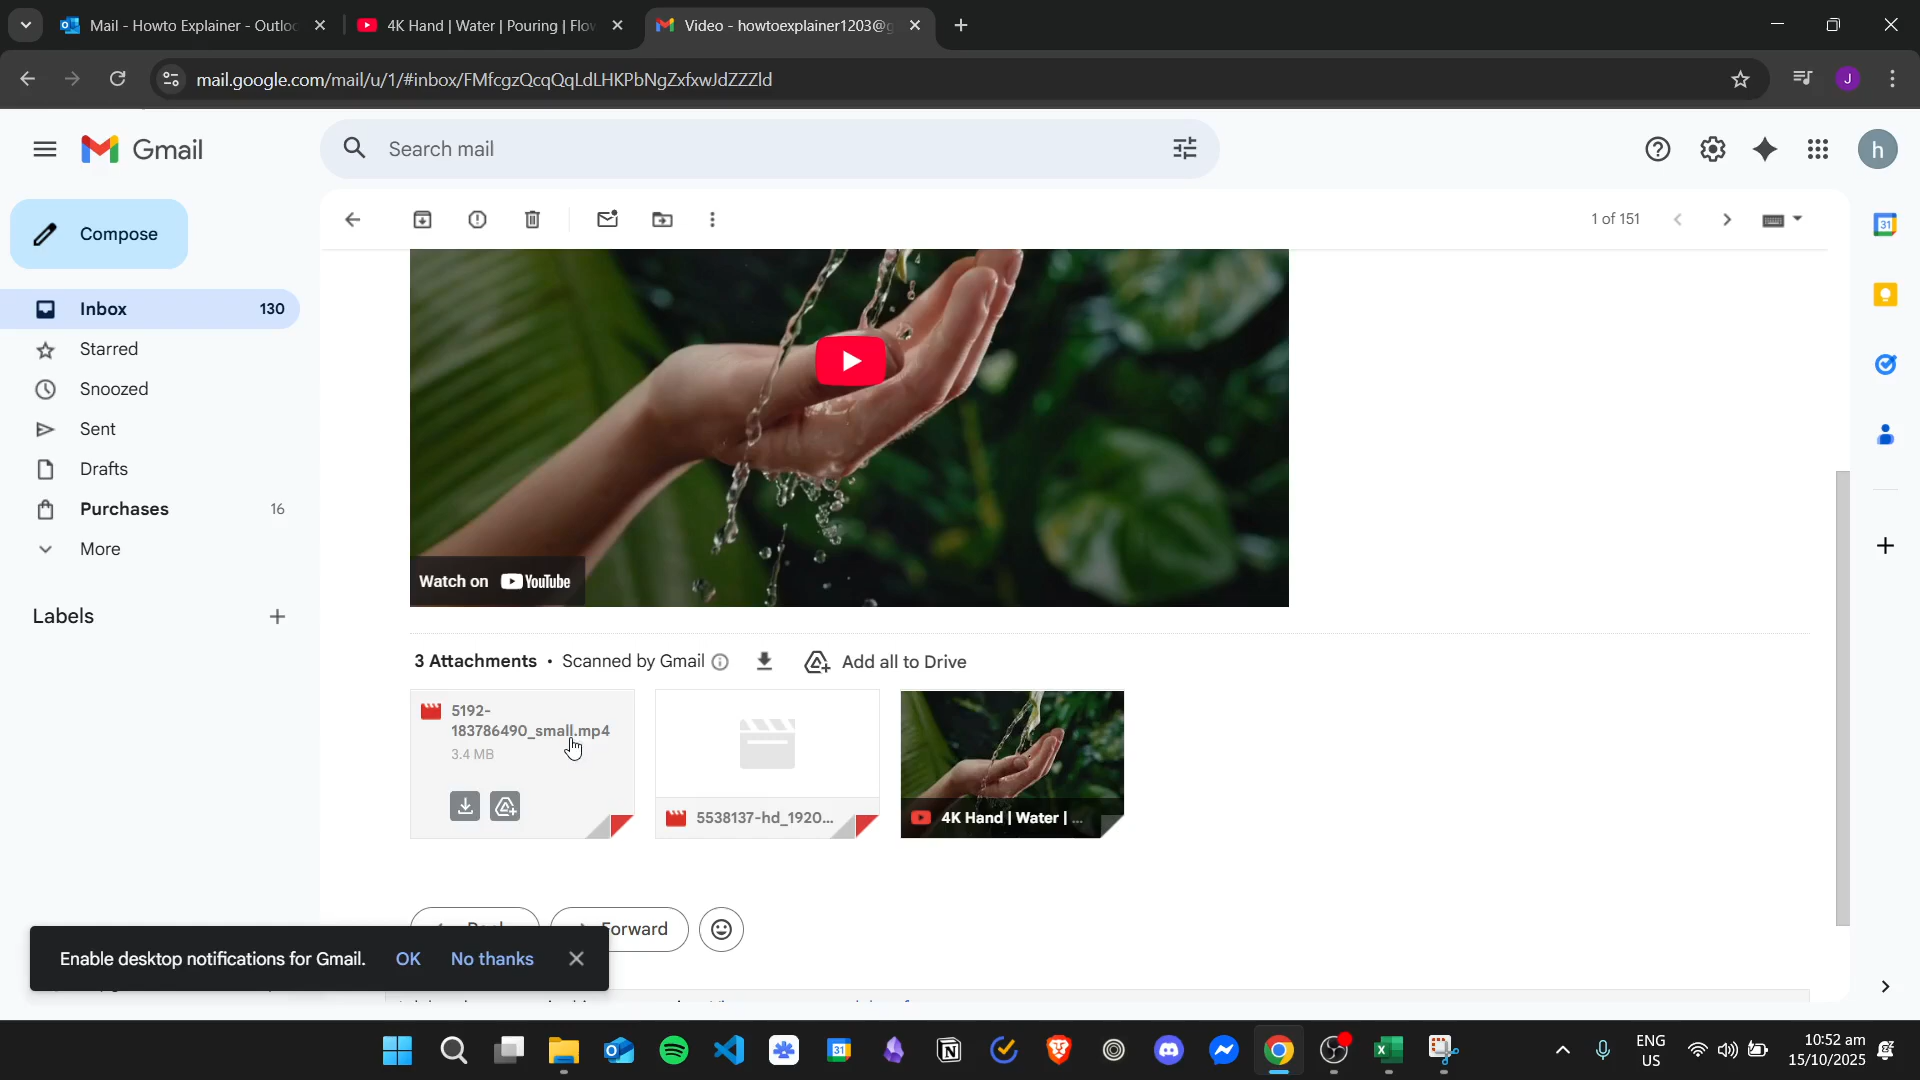 Mail - Howto Explainer - Outlo
4K Hand | Water | Pouring | Flo
Video - howtoexplainer1203@g
mail.google.com/mail/u/1/#inbox/FMfcgzQcqQqLdLHKPbNgZxfxwJdZZZld
J
Gmail
Search mail
h
Compose
1 of 151
31
Inbox 130
Starred
Snoozed
Sent
Drafts
Purchases 16
More
Labels
Watch on YouTube
3 Attachments • Scanned by Gmail
Add all to Drive
5192-
183786490_small.mp4
3.4 MB
5538137-hd_1920...
4K Hand | Water | ...
Forward
Enable desktop notifications for Gmail. OK No thanks
31
ENG
US
10:52 am
15/10/2025